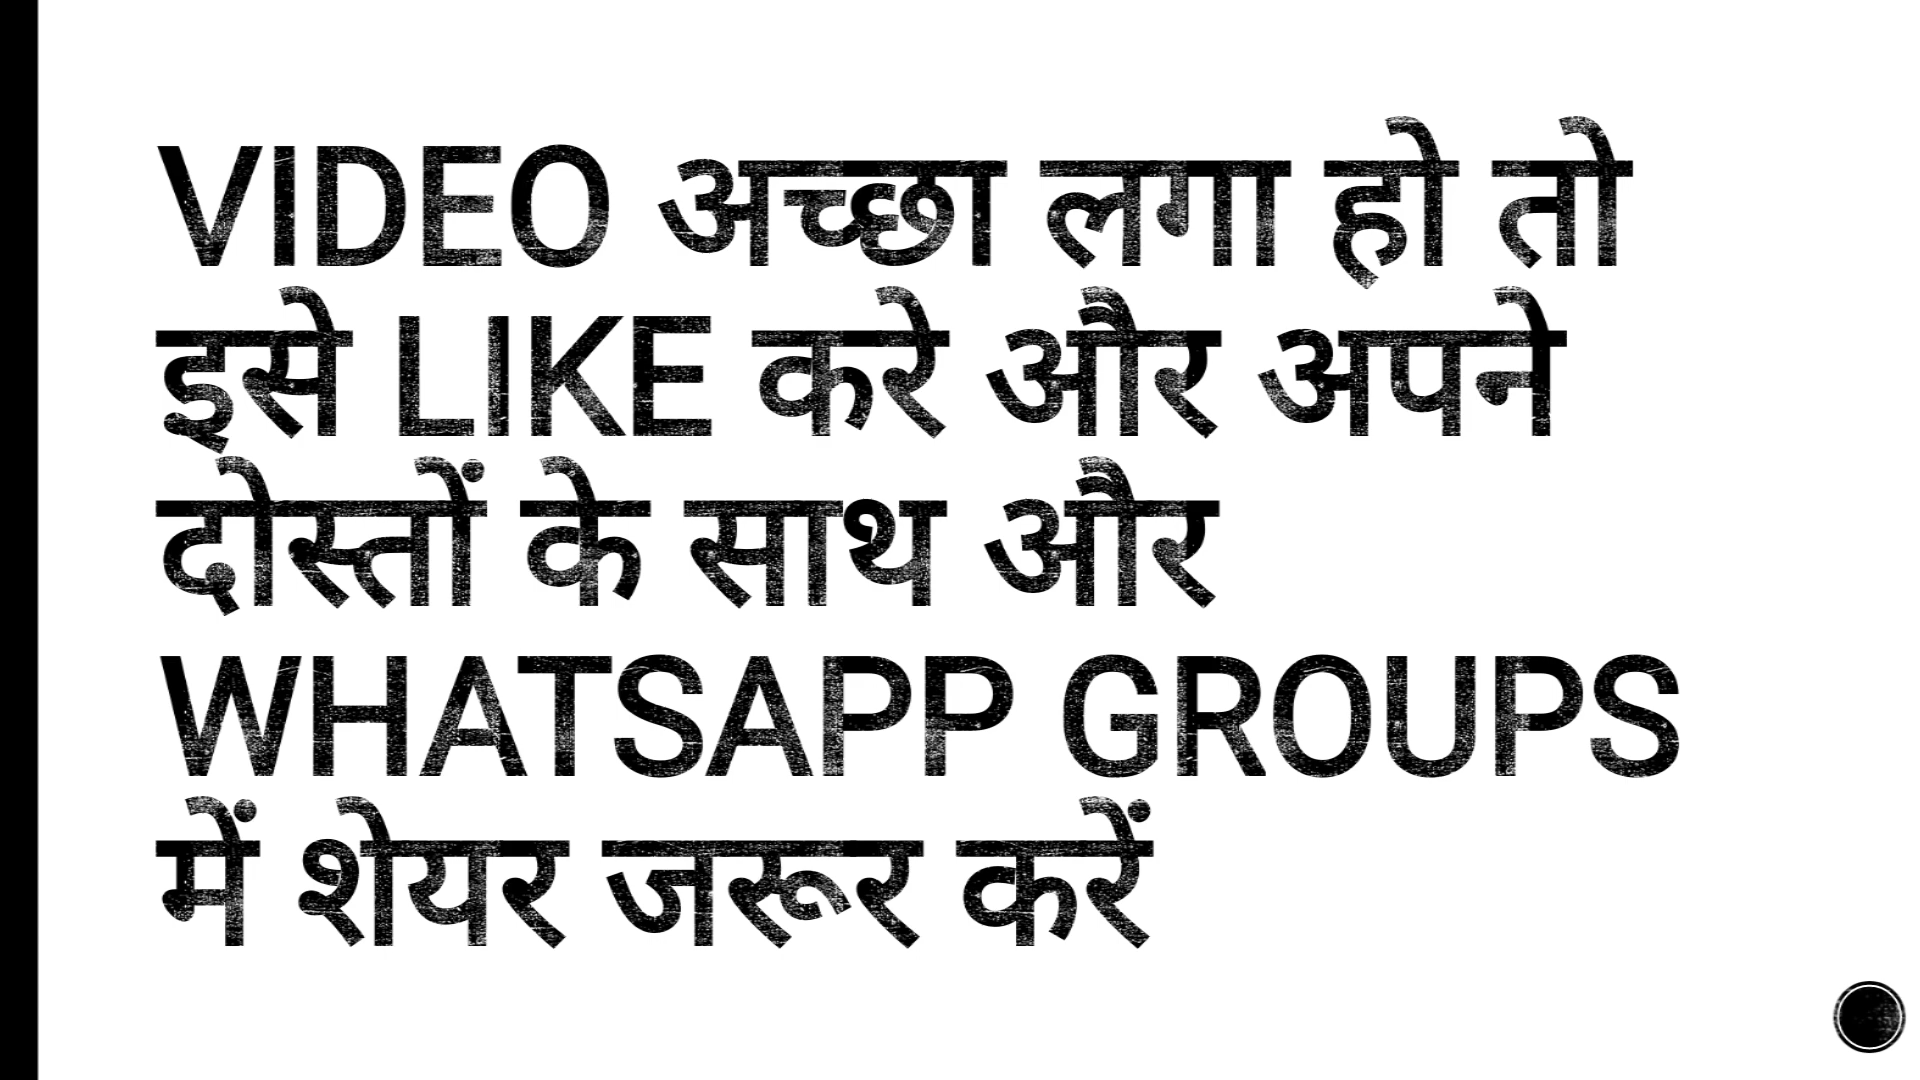 VIDEO अच्छा लगा हो तो
इसे LIKE करे और अपने
दोस्तों के साथ और
WHATSAPP GROUPS
में शेयर जरूर करें